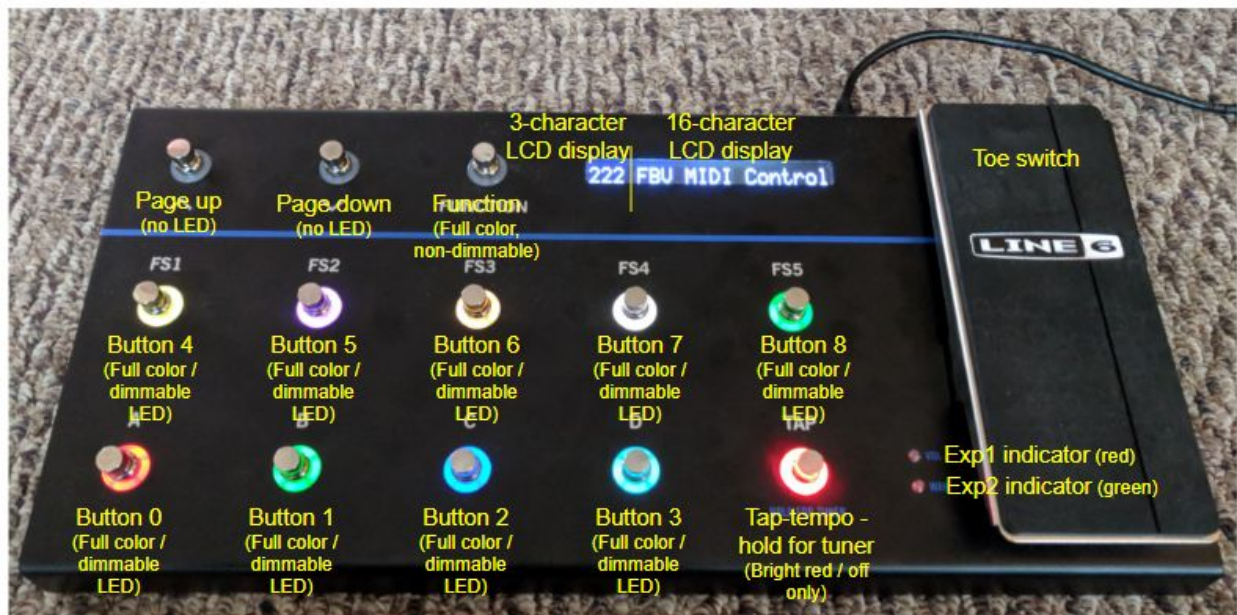 3-character
LCD display
16-character
LCD display
Toe switch
222 FBV MIDI Control
Page up
(no LED)
Page down
(no LED)
FUNCTION
Function
(Full color,
non-dimmable)
LINE 6
FS1
FS2
FS3
FS4
FS5
Button 4
(Full color /
dimmable
LED)
Button 5
(Full color /
dimmable
LED)
Button 6
(Full color /
dimmable
LED)
Button 7
(Full color /
dimmable
LED)
Button 8
(Full color /
dimmable
LED)
A
B
C
D
TAP
Exp1 indicator (red)
Exp2 indicator (green)
Button 0
(Full color /
dimmable
LED)
Button 1
(Full color /
dimmable
LED)
Button 2
(Full color /
dimmable
LED)
Button 3
(Full color /
dimmable
LED)
Tap-tempo -
hold for tuner
(Bright red / off
only)